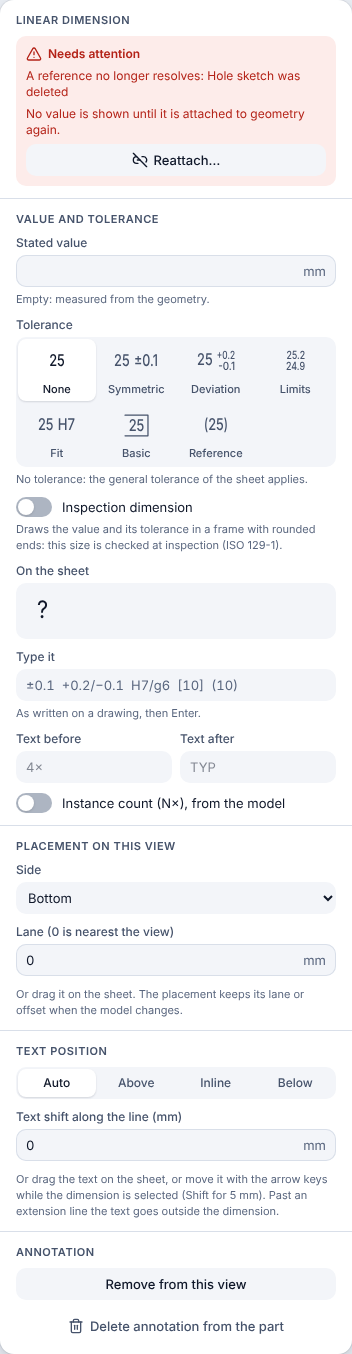 LINEAR DIMENSION
Needs attention
A reference no longer resolves: Hole sketch was
deleted
No value is shown until it is attached to geometry
again.
Reattach...
VALUE AND TOLERANCE
Stated value
mm
Empty: measured from the geometry.
Tolerance
25 25 ±0.1 25 +0.2 -0.1 25.2 24.9
None Symmetric Deviation Limits
25 H7 25 (25)
Fit Basic Reference
No tolerance: the general tolerance of the sheet applies.
Inspection dimension
Draws the value and its tolerance in a frame with rounded
ends: this size is checked at inspection (ISO 129-1).
On the sheet
?
Type it
±0.1 +0.2/−0.1 H7/g6 [10] (10)
As written on a drawing, then Enter.
Text before Text after
4× TYP
Instance count (N×), from the model
PLACEMENT ON THIS VIEW
Side
Bottom
Lane (0 is nearest the view)
0 mm
Or drag it on the sheet. The placement keeps its lane or
offset when the model changes.
TEXT POSITION
Auto Above Inline Below
Text shift along the line (mm)
0 mm
Or drag the text on the sheet, or move it with the arrow keys
while the dimension is selected (Shift for 5 mm). Past an
extension line the text goes outside the dimension.
ANNOTATION
Remove from this view
Delete annotation from the part